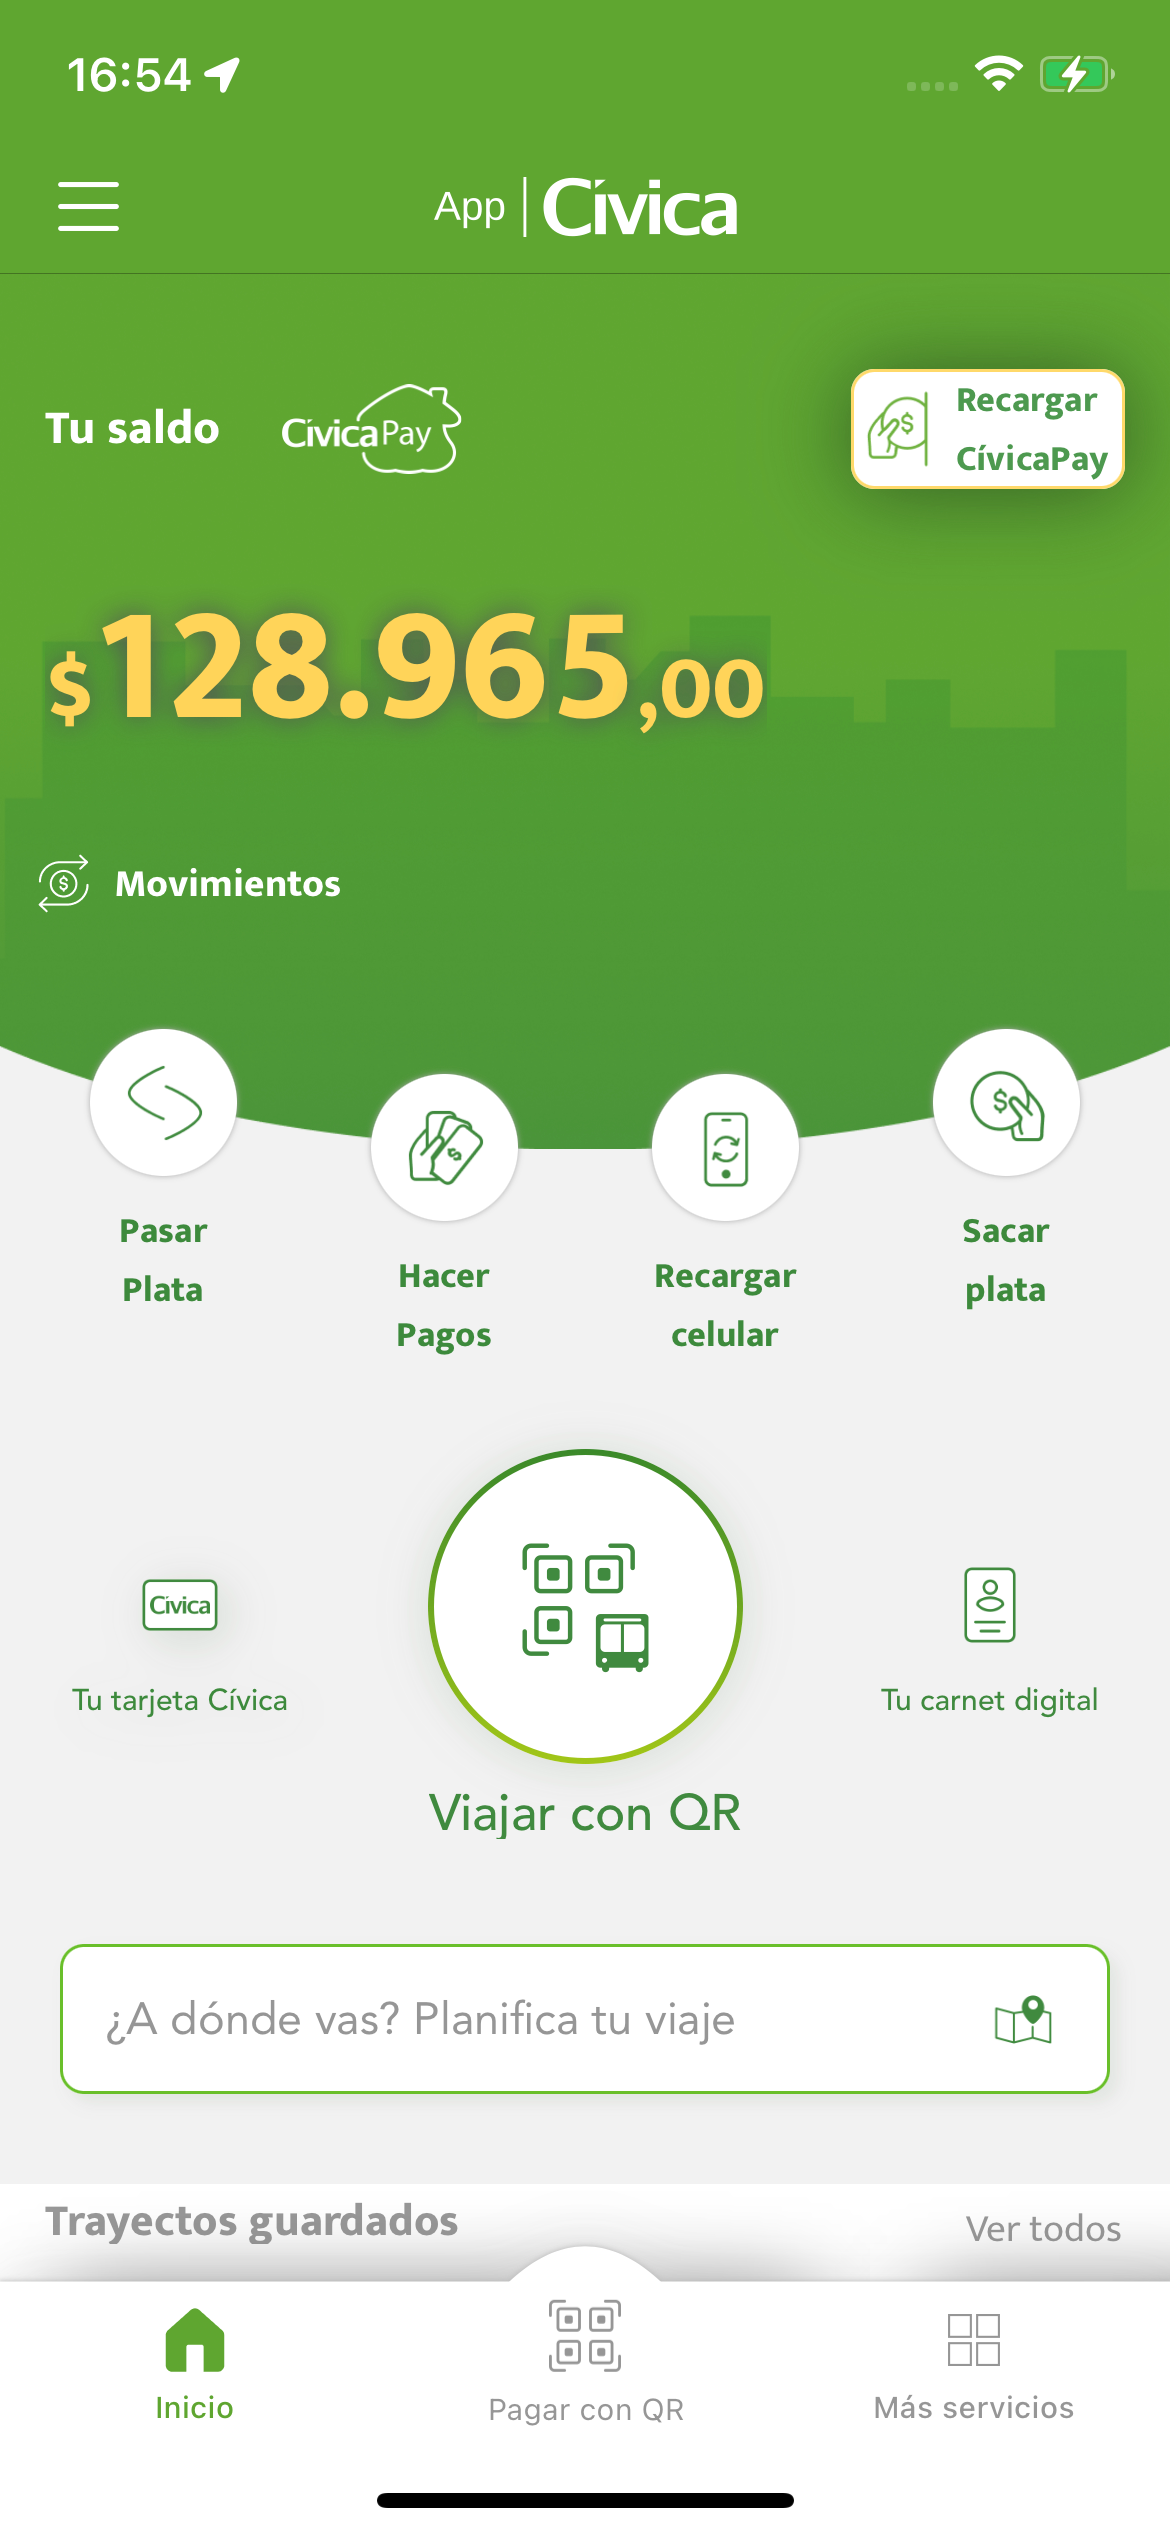 16:54
App | Cívica
Tu saldo
CívicaPay
Recargar
CívicaPay
$128.965,00
Movimientos
Pasar
Plata
Hacer
Pagos
Recargar
celular
Sacar
plata
Cívica
Tu tarjeta Cívica
Viajar con QR
Tu carnet digital
¿A dónde vas? Planifica tu viaje
Trayectos guardados
Ver todos
Inicio
Pagar con QR
Más servicios